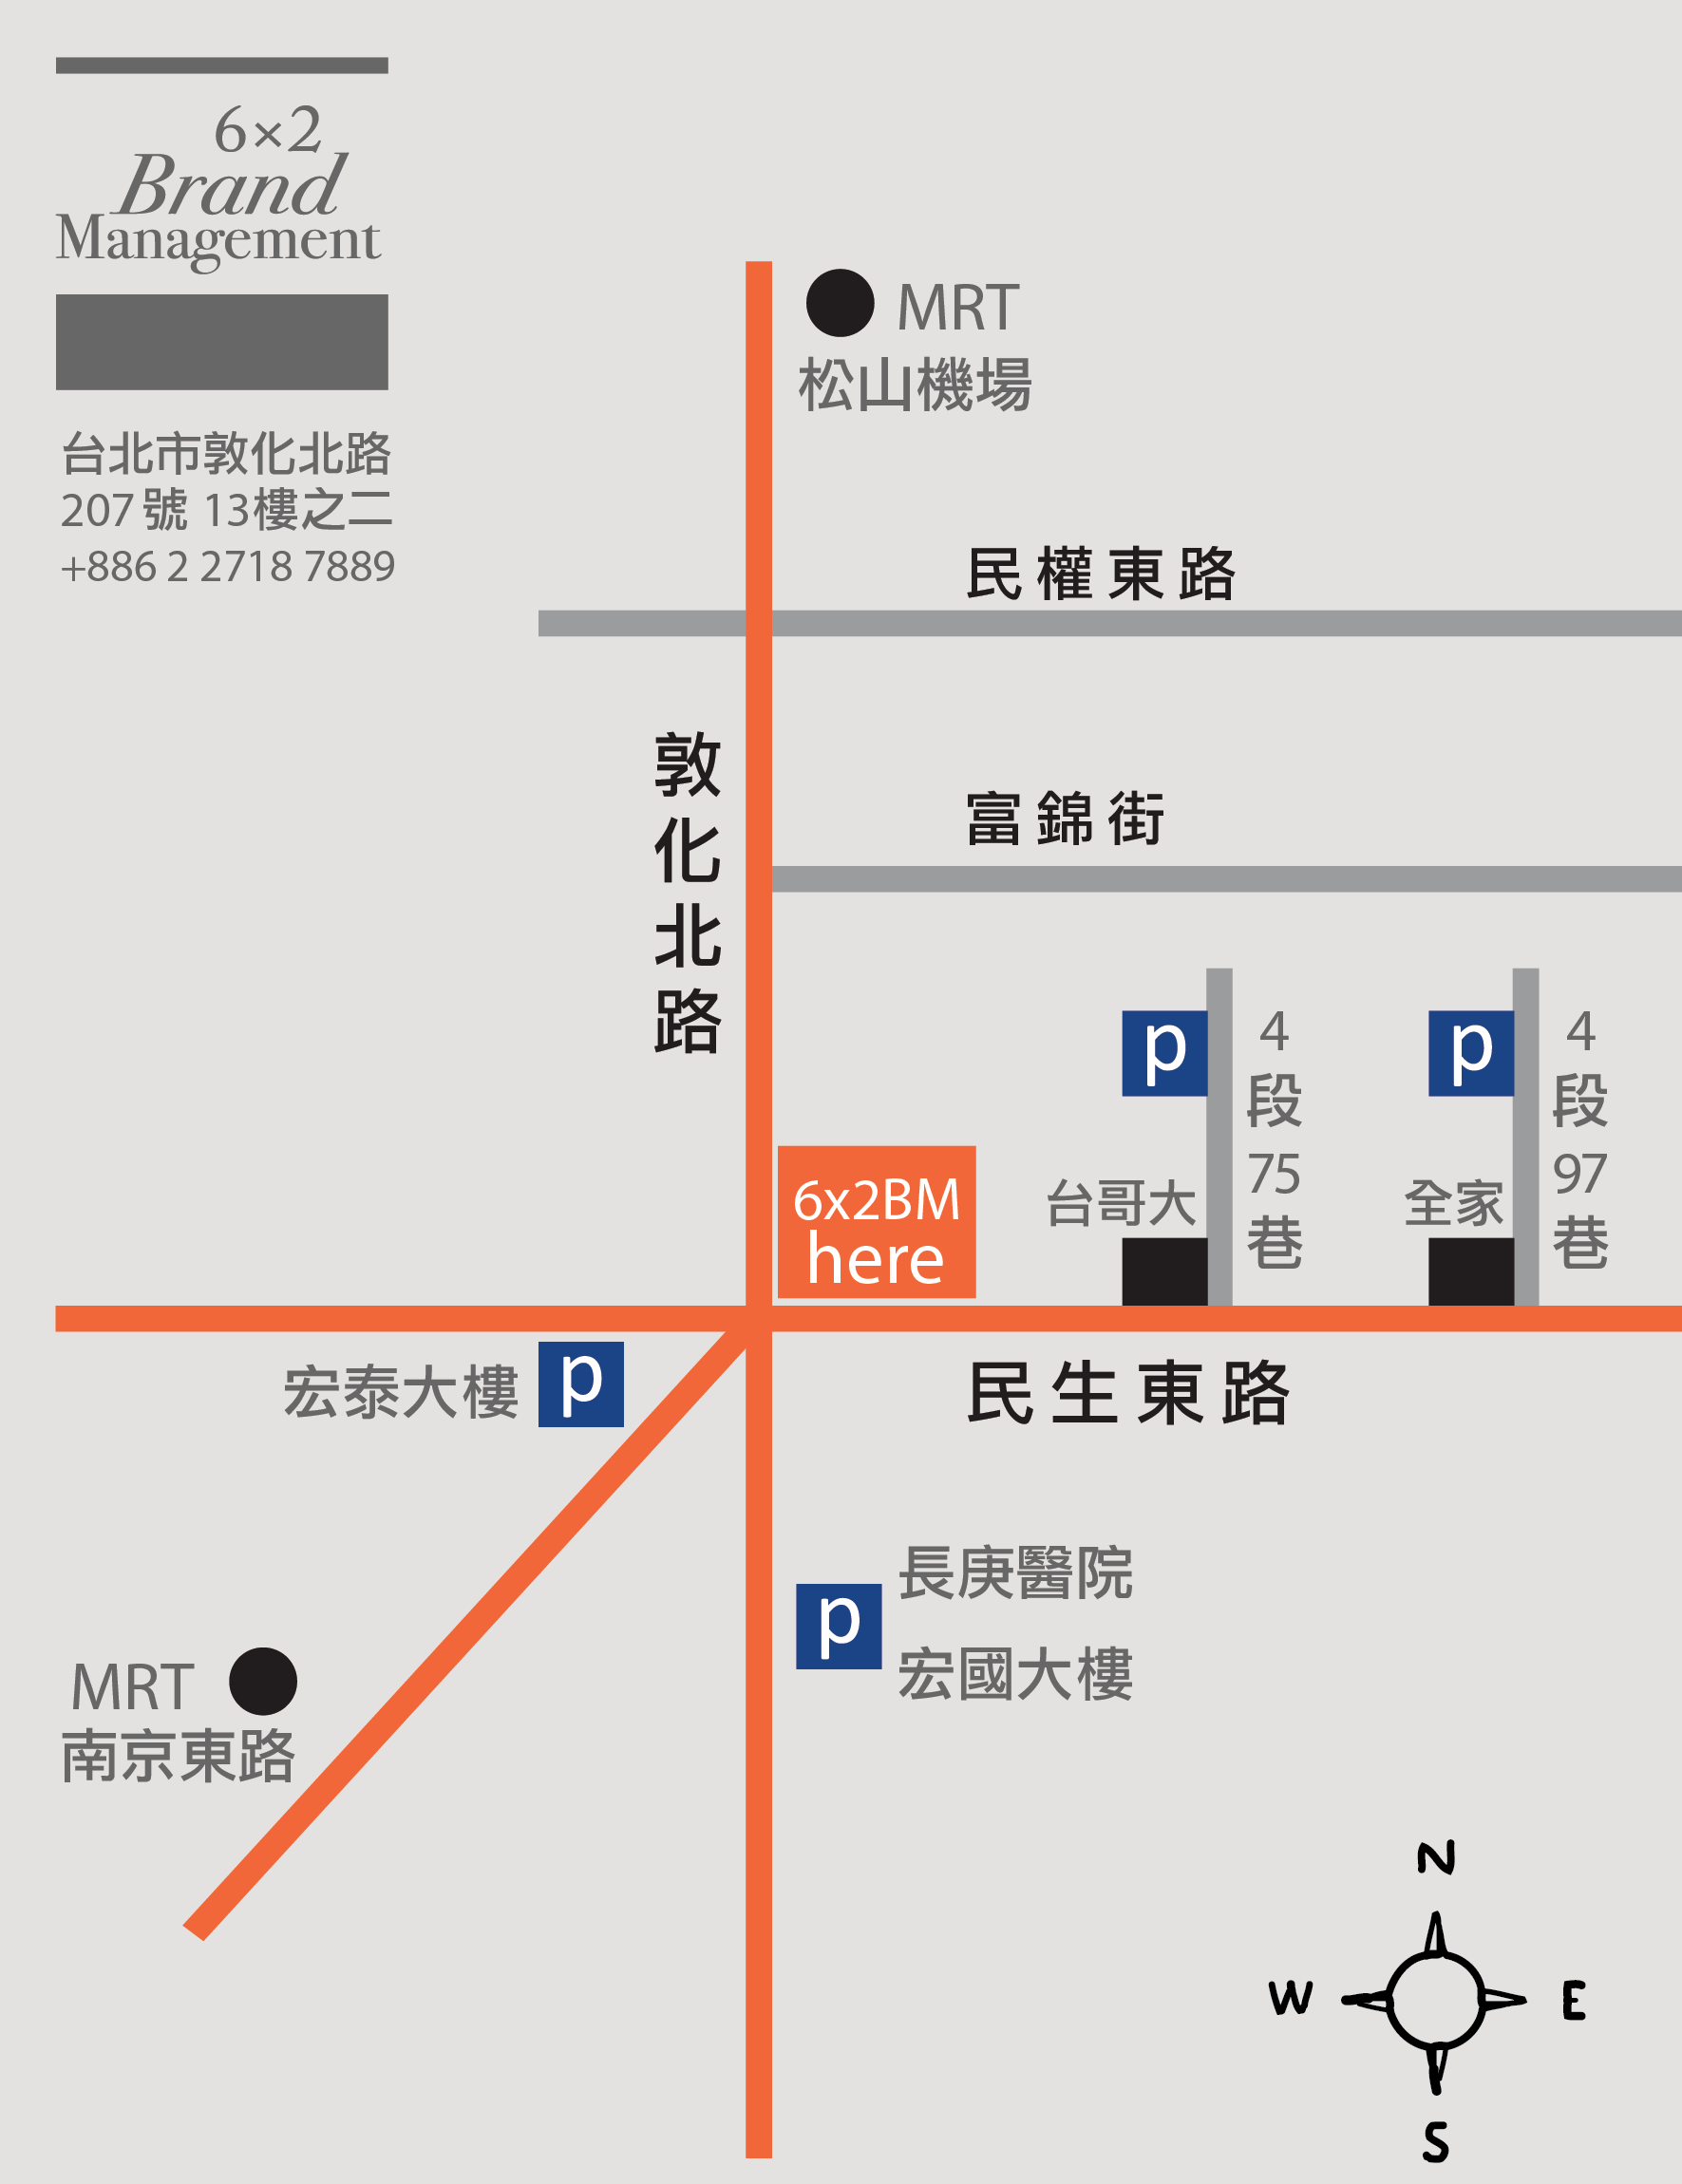 6×2
Brand
Management
台北市敦化北路
207號 13樓之二
+886 2 2718 7889
MRT
松山機場
民權東路
敦化北路
富錦街
p
4段75巷
p
4段97巷
6x2BM
here
台哥大
全家
宏泰大樓
p
民生東路
長庚醫院
p
宏國大樓
MRT
南京東路
N
W
E
S